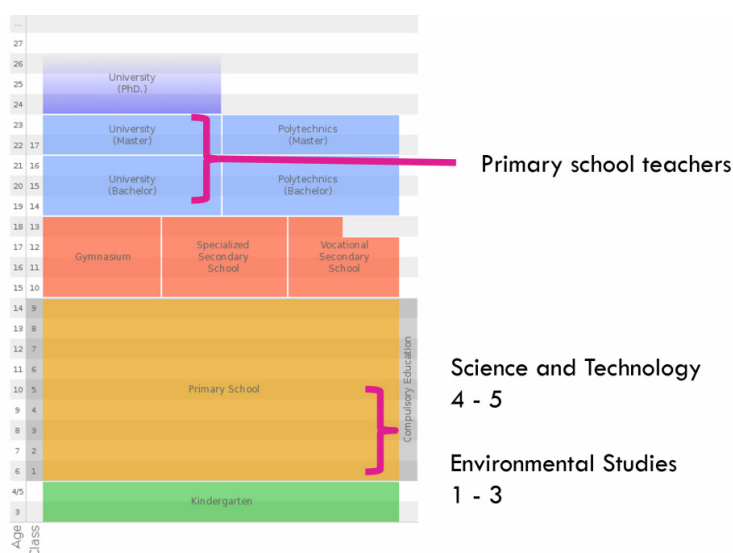 ...
27
26
25
24
23
22 17
21 16
20 15
19 14
18 13
17 12
16 11
15 10
14 9
13 8
12 7
11 6
10 5
9 4
8 3
7 2
6 1
4/5
3
Age
Class
University
(PhD.)
University
(Master)
Polytechnics
(Master)
University
(Bachelor)
Polytechnics
(Bachelor)
Gymnasium
Specialized
Secondary
School
Vocational
Secondary
School
Primary School
Compulsory Education
Kindergarten
Primary school teachers
Science and Technology
4 - 5
Environmental Studies
1 - 3